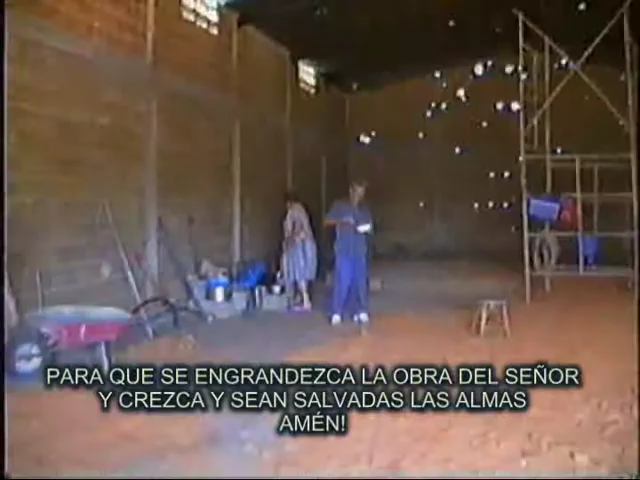 PARA QUE SE ENGRANDEZCA LA OBRA DEL SEÑOR
Y CREZCA Y SEAN SALVADAS LAS ALMAS
AMÉN!